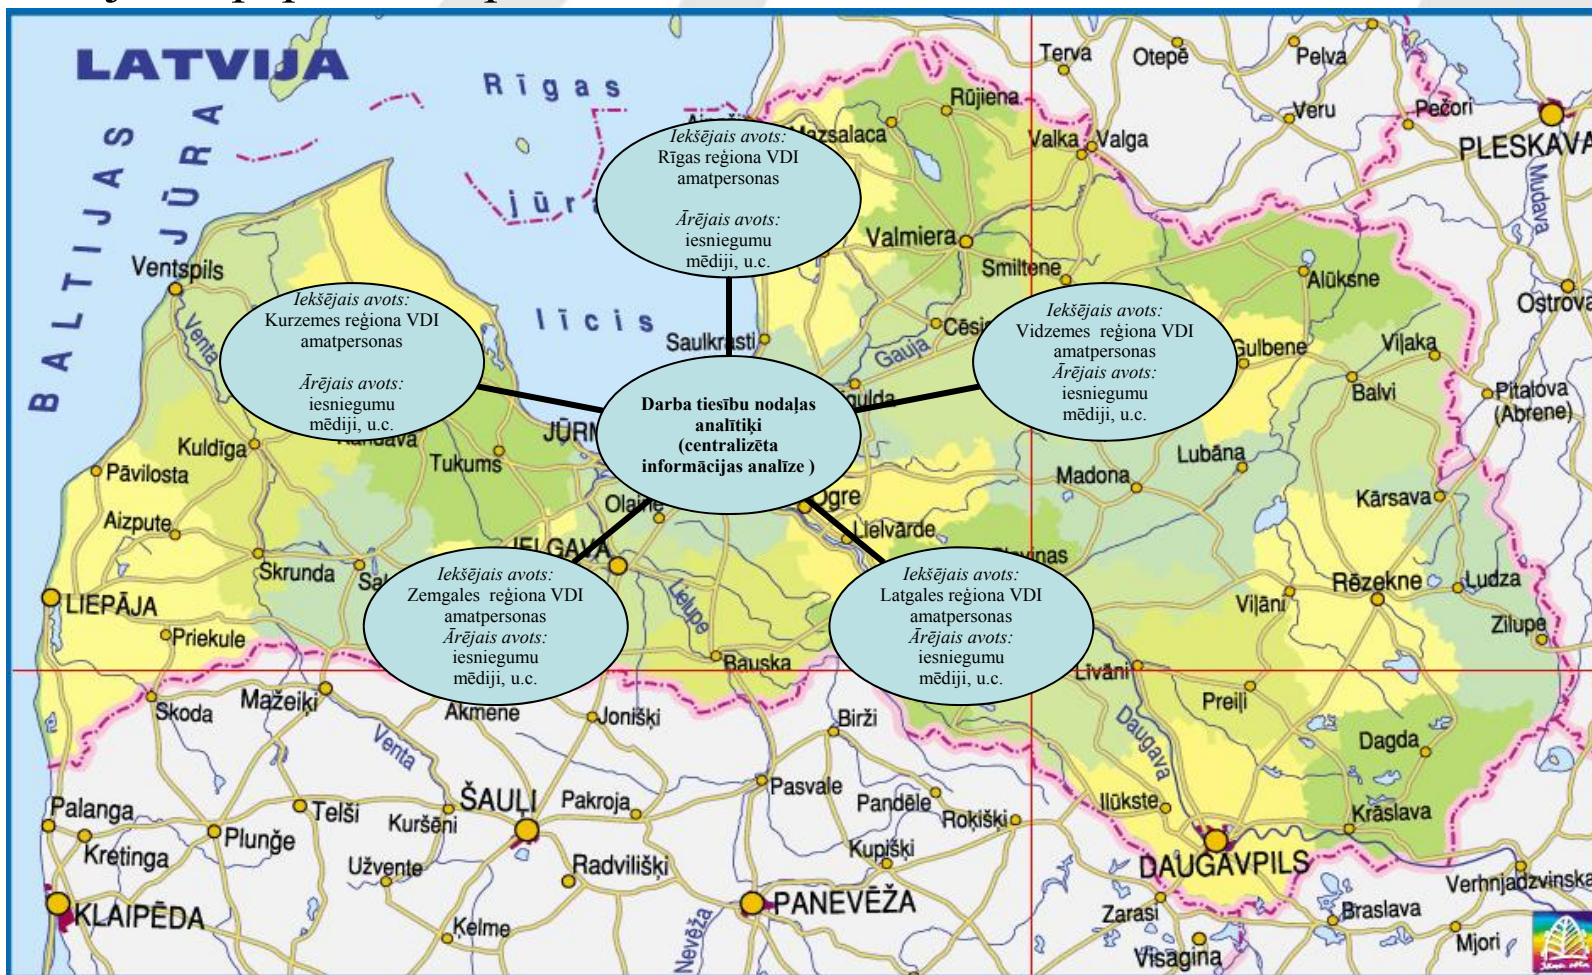 LATVIJA
BALTIJAS
JŪRA
Rīgas
jūra
līcis
Iekšējais avots:
Rīgas reģiona VDI
amatpersonas
Ārējais avots:
iesniegumu
mēdiji, u.c.
Iekšējais avots:
Kurzemes reģiona VDI
amatpersonas
Ārējais avots:
iesniegumu
mēdiji, u.c.
Iekšējais avots:
Vidzemes reģiona VDI
amatpersonas
Ārējais avots:
iesniegumu
mēdiji, u.c.
Darba tiesību nodaļas
analītiķi
(centralizēta
informācijas analīze )
Iekšējais avots:
Zemgales reģiona VDI
amatpersonas
Ārējais avots:
iesniegumu
mēdiji, u.c.
Iekšējais avots:
Latgales reģiona VDI
amatpersonas
Ārējais avots:
iesniegumu
mēdiji, u.c.
Terva
Otepē
Pelva
Rūjiena
Veru
Pečori
PLESKAVA
Mazsalaca
Valka
Valga
Mudava
Valmiera
Smiltene
Alūksne
Ostrova
Ventspils
Venta
Saulkrasti
Cēsis
Gauja
Gulbene
Viļaka
Balvi
Pitalova
(Abrene)
Kuldīga
Tukums
Pāvilosta
Madona
Lubāna
Kārsava
Aizpute
Olaine
Ogre
Lielvārde
Skrunda
JELGAVA
LIEPĀJA
Lielupe
Viļāni
Rēzekne
Ludza
Priekule
Zilupe
Bauska
Līvāni
Preiļi
Skoda
Mažeiķi
Akmene
Jonišķi
Birži
Daugava
Dagda
Venta
Pasvale
Palanga
Telši
ŠAUĻI
Pakroja
Pandēle
Ilūkste
Krāslava
Kuršēni
Plunģe
Rokišķi
Kretinga
Užvente
Radvilišķi
Kupišķi
DAUGAVPILS
Verhnjadzvinska
KLAIPĒDA
PANEVĒŽA
Zarasi
Braslava
Ķelme
Nevēža
Visagina
Mjori